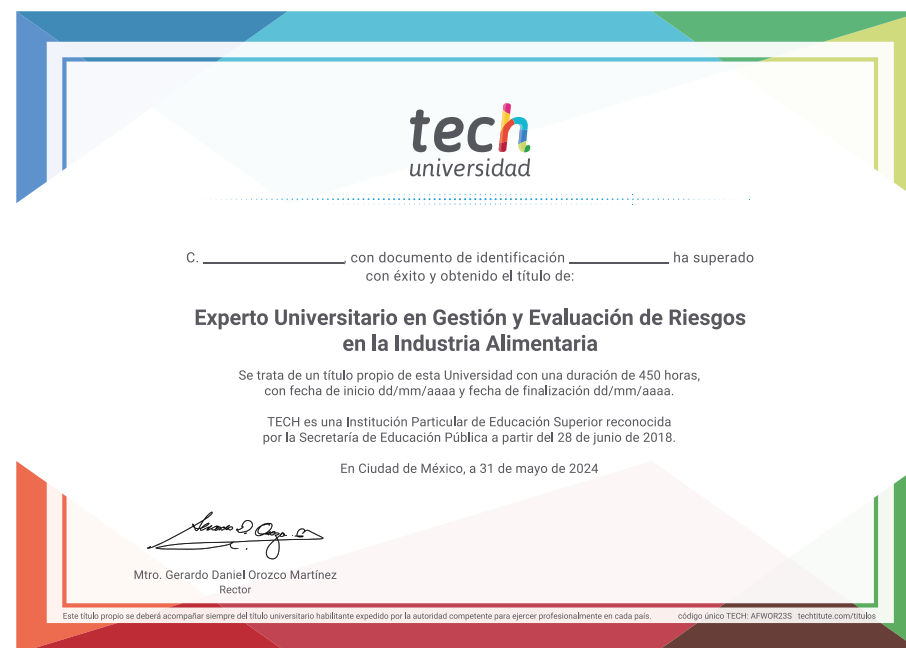 tech
universidad
C. ____________, con documento de identificación ____________ ha superado
con éxito y obtenido el título de:
Experto Universitario en Gestión y Evaluación de Riesgos
en la Industria Alimentaria
Se trata de un título propio de esta Universidad con una duración de 450 horas,
con fecha de inicio dd/mm/aaaa y fecha de finalización dd/mm/aaaa.
TECH es una Institución Particular de Educación Superior reconocida
por la Secretaría de Educación Pública a partir del 28 de junio de 2018.
En Ciudad de México, a 31 de mayo de 2024
Mtro. Gerardo Daniel Orozco Martínez
Rector
Este título propio se deberá acompañar siempre del título universitario habilitante expedido por la autoridad competente para ejercer profesionalmente en cada país. código único TECH: AFWOR23S techtitute.com/titulos